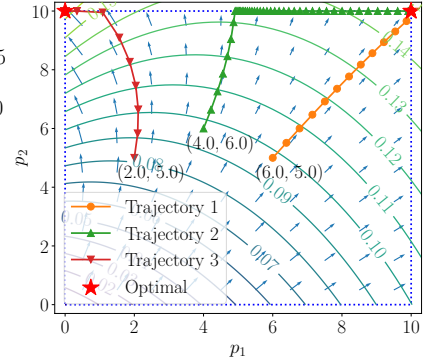 10
8
6
4
2
0
p2
0.14
0.13
0.12
0.11
0.10
0.09
0.08
0.07
(4.0, 6.0)
(2.0, 5.0)
(6.0, 5.0)
Trajectory 1
Trajectory 2
Trajectory 3
Optimal
0 2 4 6 8 10
p1